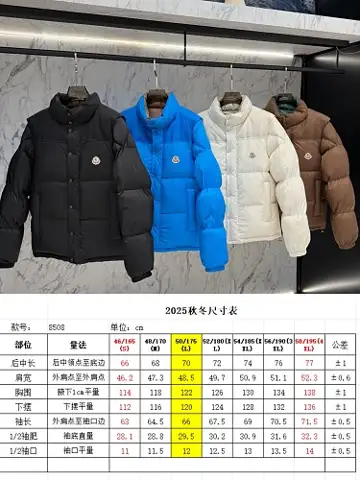 2025秋冬尺寸表
款号: 8508 单位: cm
部位 量法 46/165(S) 48/170(M) 50/175(L) 52/180(XL) 54/185(XXL) 56/190(3XL) 58/195(4XL) 公差
后中长 后中领点至底边 66 68 70 72 74 76 77 ±1
肩宽 外肩点至外肩点 46.2 47.3 48.5 49.7 50.9 51.1 52.3 ±0.6
胸围 腋下1cm平量 114 118 122 126 130 134 138 ±1
下摆 下摆平量 112 116 120 124 128 132 136 ±1
袖长 外肩点至袖口边 63 64.5 66 67.5 69 70.5 71.5 ±0.5
1/2袖肥 袖底直量 28.1 28.8 29.5 30.2 30.9 31.6 32.3 ±0.5
1/2袖口 袖口平量 11 11.5 12 12.5 13 13.5 14 ±0.5